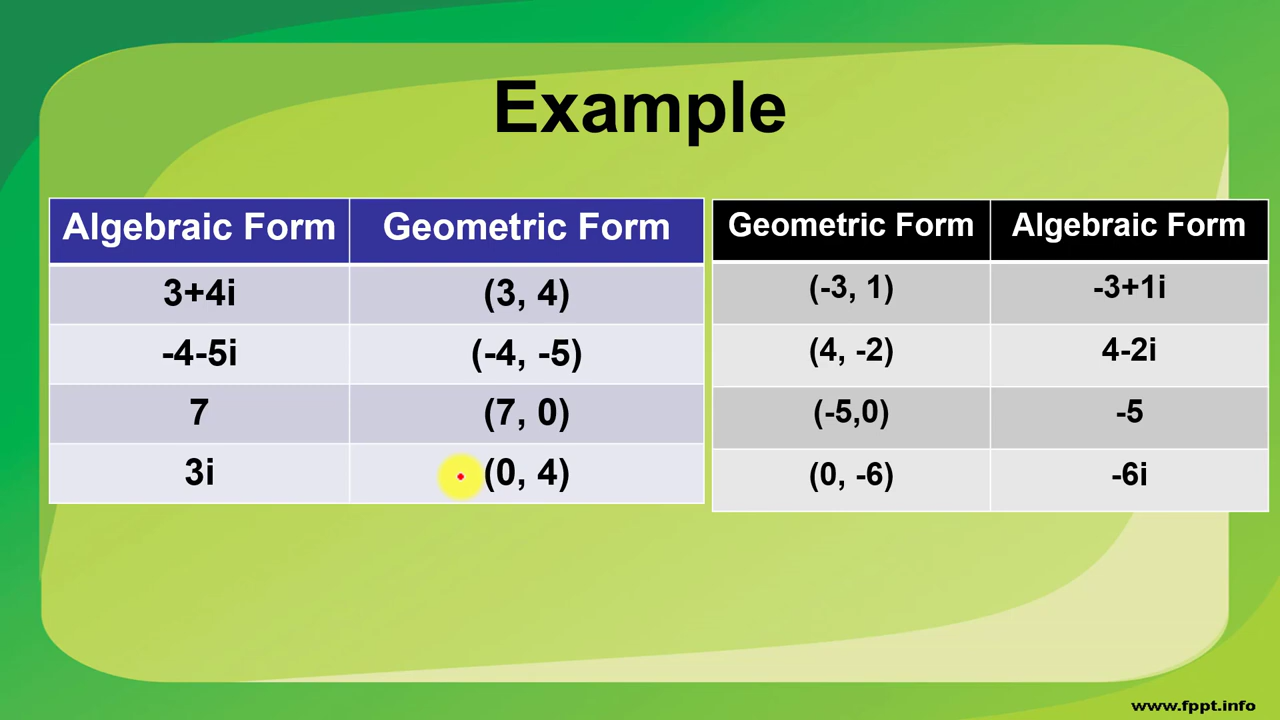 Example
Algebraic Form Geometric Form
3+4i (3, 4)
-4-5i (-4, -5)
7 (7, 0)
3i (0, 4)
Geometric Form Algebraic Form
(-3, 1) -3+1i
(4, -2) 4-2i
(-5,0) -5
(0, -6) -6i
www.fppt.info